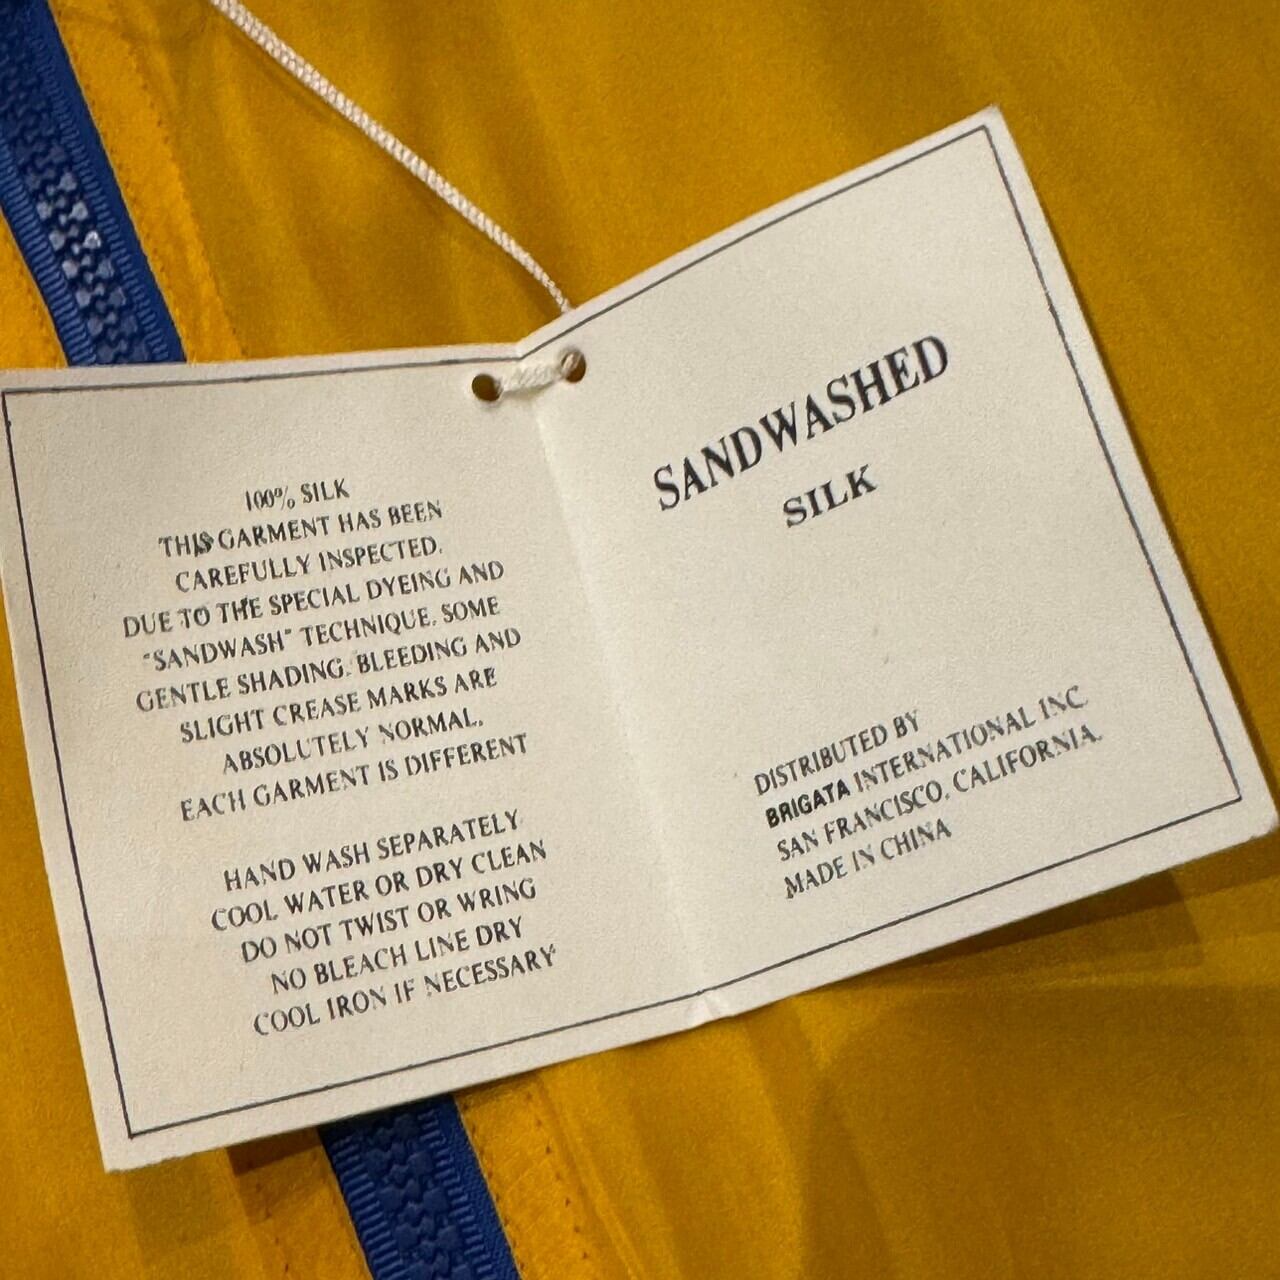 100% SILK
THIS GARMENT HAS BEEN
CAREFULLY INSPECTED.
DUE TO THE SPECIAL DYEING AND
"SANDWASH" TECHNIQUE, SOME
GENTLE SHADING, BLEEDING AND
SLIGHT CREASE MARKS ARE
ABSOLUTELY NORMAL.
EACH GARMENT IS DIFFERENT
HAND WASH SEPARATELY
COOL WATER OR DRY CLEAN
DO NOT TWIST OR WRING
NO BLEACH LINE DRY
COOL IRON IF NECESSARY
SANDWASHED
SILK
DISTRIBUTED BY
BRIGATA INTERNATIONAL INC.
SAN FRANCISCO, CALIFORNIA.
MADE IN CHINA